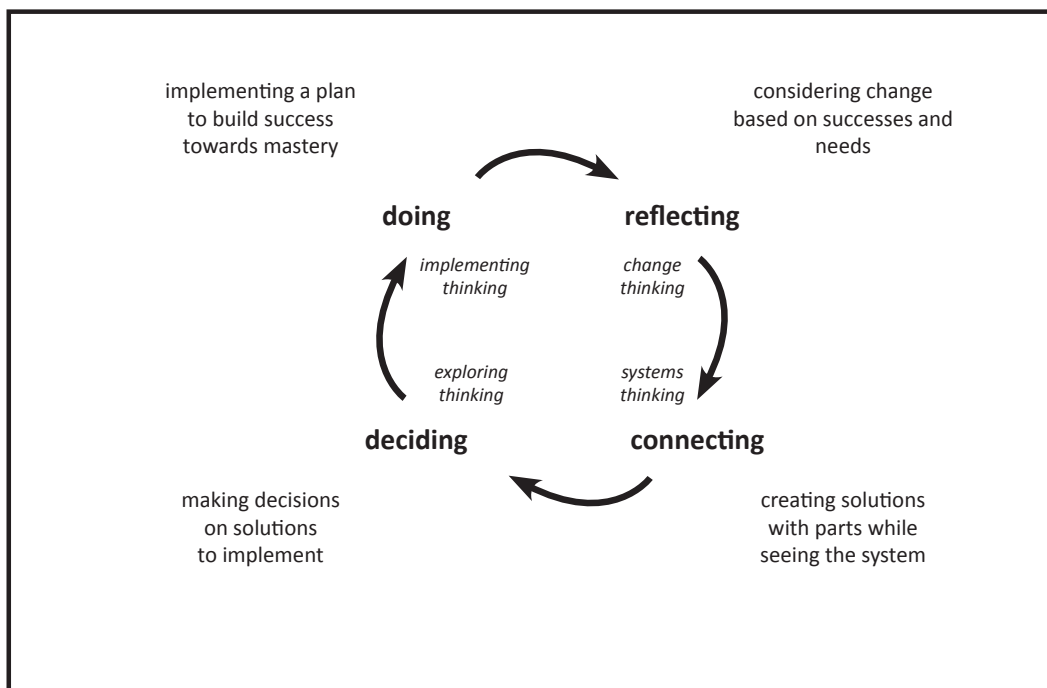 implementing a plan
to build success
towards mastery
considering change
based on successes and
needs
doing
reflecting
implementing
thinking
change
thinking
exploring
thinking
systems
thinking
deciding
connecting
making decisions
on solutions
to implement
creating solutions
with parts while
seeing the system